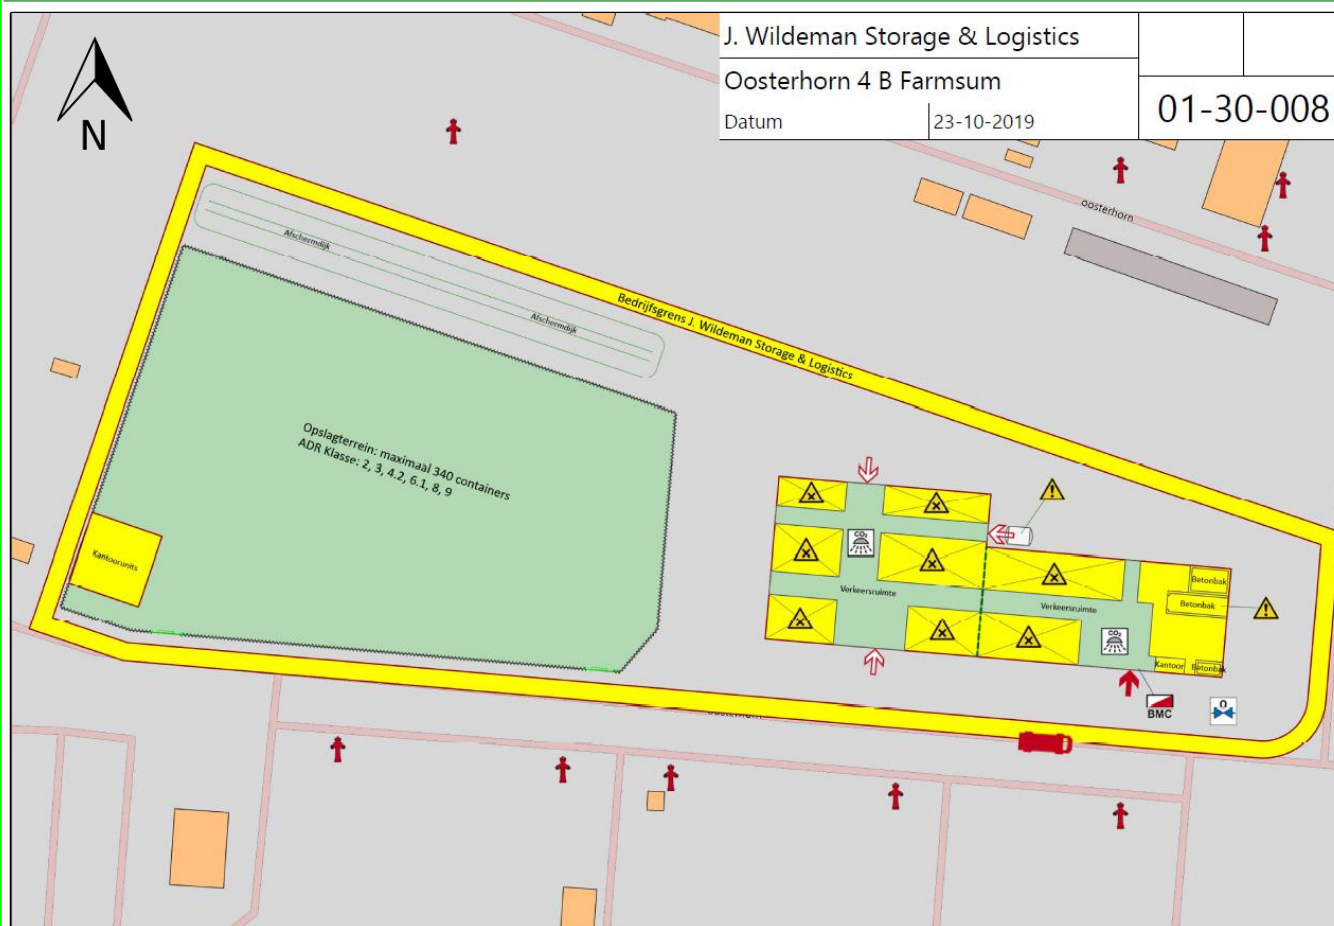 J. Wildeman Storage & Logistics
Oosterhorn 4 B Farmsum
Datum
23-10-2019
01-30-008
N
oosterhorn
Afschermdijk
Afschermdijk
Bedrijfsgrens J. Wildeman Storage & Logistics
Opslagterrein: maximaal 340 containers
ADR Klasse: 2, 3, 4.2, 6.1, 8, 9
Kantoorunits
CO₂
Verkeersruimte
Verkeersruimte
Betonbak
Betonbak
CO₂
Kantoor
Betonbak
BMC
Ω